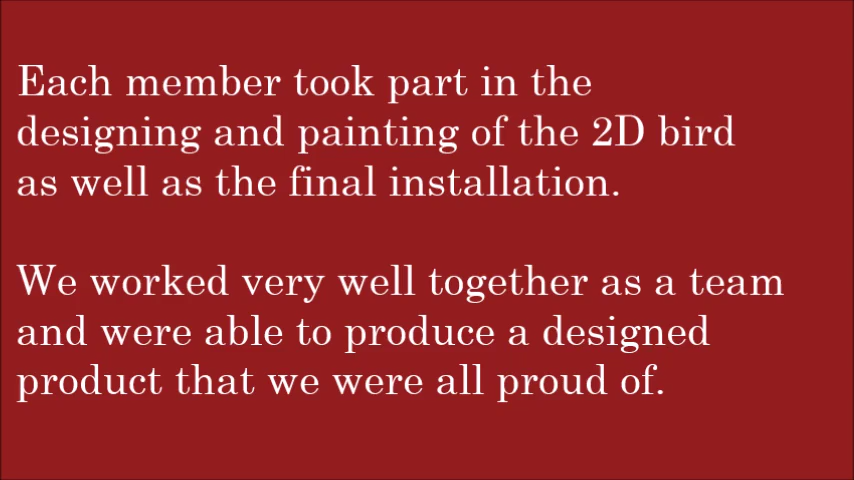 Each member took part in the
designing and painting of the 2D bird
as well as the final installation.
We worked very well together as a team
and were able to produce a designed
product that we were all proud of.